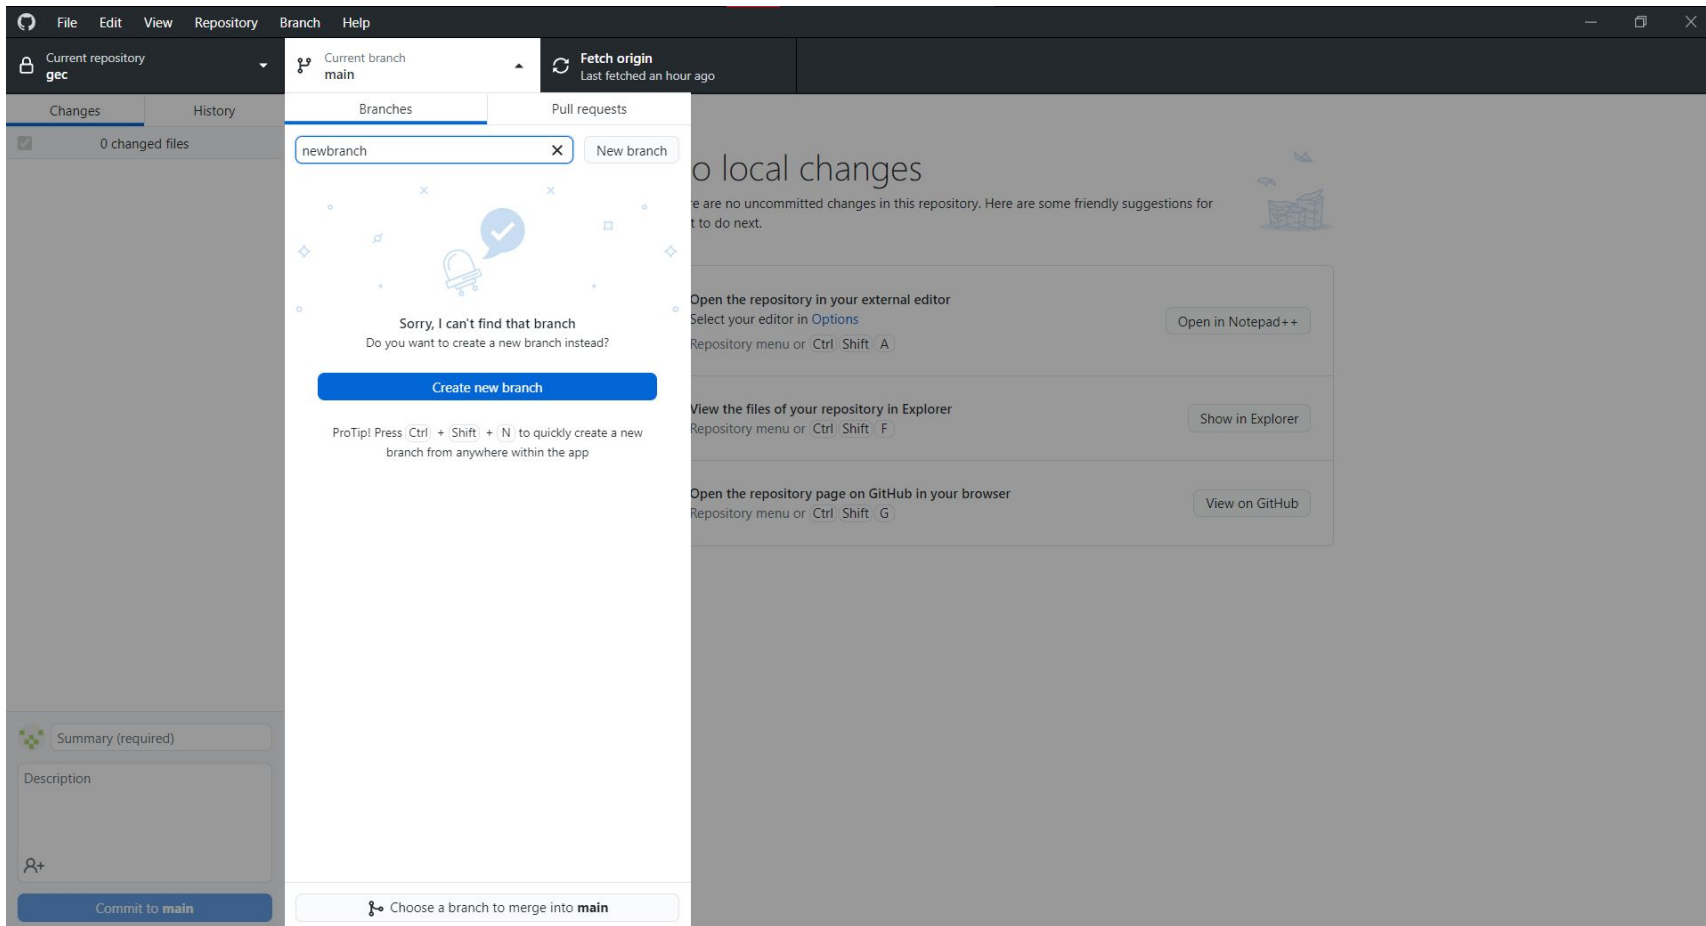 File Edit View Repository Branch Help
Current repository
gec
Current branch
main
Fetch origin
Last fetched an hour ago
Changes History
0 changed files
Branches Pull requests
newbranch
New branch
Sorry, I can't find that branch
Do you want to create a new branch instead?
Create new branch
ProTip! Press Ctrl + Shift + N to quickly create a new
branch from anywhere within the app
Choose a branch to merge into main
o local changes
re are no uncommitted changes in this repository. Here are some friendly suggestions for
t to do next.
Open the repository in your external editor
Select your editor in Options
Repository menu or Ctrl Shift A
Open in Notepad++
View the files of your repository in Explorer
Repository menu or Ctrl Shift F
Show in Explorer
Open the repository page on GitHub in your browser
Repository menu or Ctrl Shift G
View on GitHub
Summary (required)
Description
Commit to main